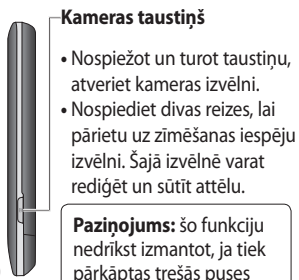 Kameras taustiņš
• Nospiežot un turot taustiņu,
atveriet kameras izvēlni.
• Nospiediet divas reizes, lai
pārietu uz zīmēšanas iespēju
izvēlni. Šajā izvēlnē varat
rediģēt un sūtīt attēlu.
Paziņojums: šo funkciju
nedrīkst izmantot, ja tiek
pārkāptas trešās puses